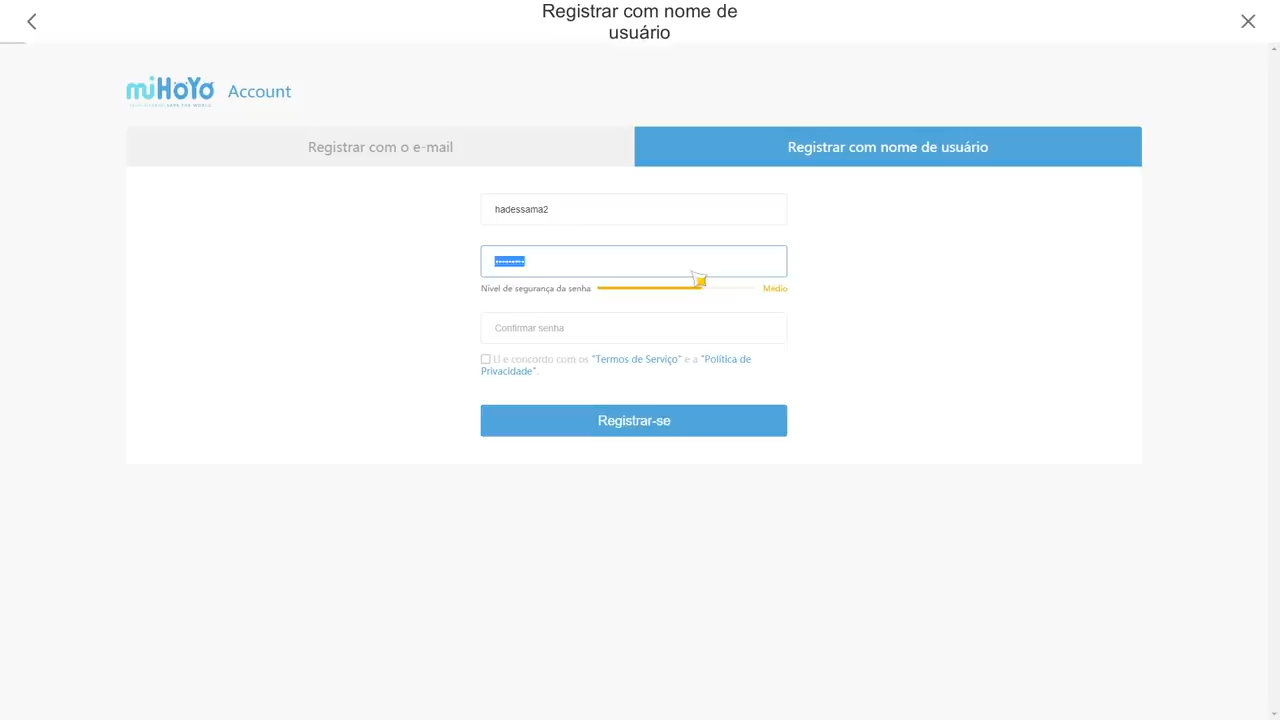 Registrar com nome de
usuário
miHoYo Account
Registrar com o e-mail
Registrar com nome de usuário
hadessama2
Nível de segurança da senha
Médio
Confirmar senha
Li e concordo com os "Termos de Serviço" e a "Política de
Privacidade".
Registrar-se